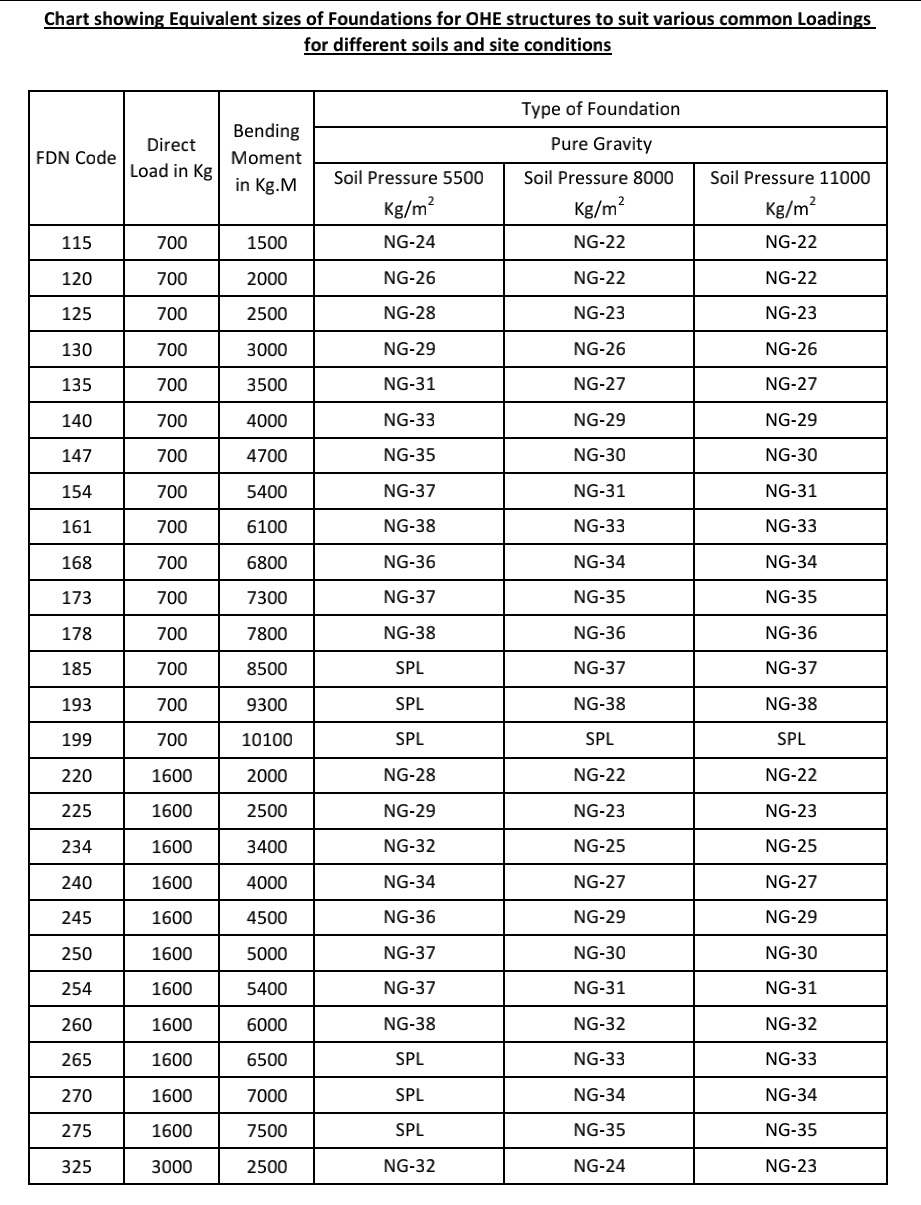 Chart showing Equivalent sizes of Foundations for OHE structures to suit various common Loadings
for different soils and site conditions
FDN Code Direct Load in Kg Bending Moment in Kg.M Type of Foundation
Pure Gravity
Soil Pressure 5500 Kg/m² Soil Pressure 8000 Kg/m² Soil Pressure 11000 Kg/m²
115 700 1500 NG-24 NG-22 NG-22
120 700 2000 NG-26 NG-22 NG-22
125 700 2500 NG-28 NG-23 NG-23
130 700 3000 NG-29 NG-26 NG-26
135 700 3500 NG-31 NG-27 NG-27
140 700 4000 NG-33 NG-29 NG-29
147 700 4700 NG-35 NG-30 NG-30
154 700 5400 NG-37 NG-31 NG-31
161 700 6100 NG-38 NG-33 NG-33
168 700 6800 NG-36 NG-34 NG-34
173 700 7300 NG-37 NG-35 NG-35
178 700 7800 NG-38 NG-36 NG-36
185 700 8500 SPL NG-37 NG-37
193 700 9300 SPL NG-38 NG-38
199 700 10100 SPL SPL SPL
220 1600 2000 NG-28 NG-22 NG-22
225 1600 2500 NG-29 NG-23 NG-23
234 1600 3400 NG-32 NG-25 NG-25
240 1600 4000 NG-34 NG-27 NG-27
245 1600 4500 NG-36 NG-29 NG-29
250 1600 5000 NG-37 NG-30 NG-30
254 1600 5400 NG-37 NG-31 NG-31
260 1600 6000 NG-38 NG-32 NG-32
265 1600 6500 SPL NG-33 NG-33
270 1600 7000 SPL NG-34 NG-34
275 1600 7500 SPL NG-35 NG-35
325 3000 2500 NG-32 NG-24 NG-23